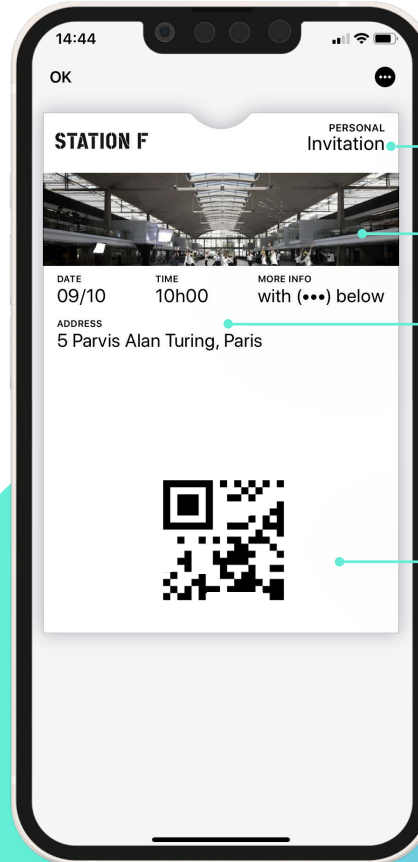 14:44
OK
STATION F
PERSONAL
Invitation
DATE
TIME
MORE INFO
09/10
10h00
with (•••) below
ADDRESS
5 Parvis Alan Turing, Paris